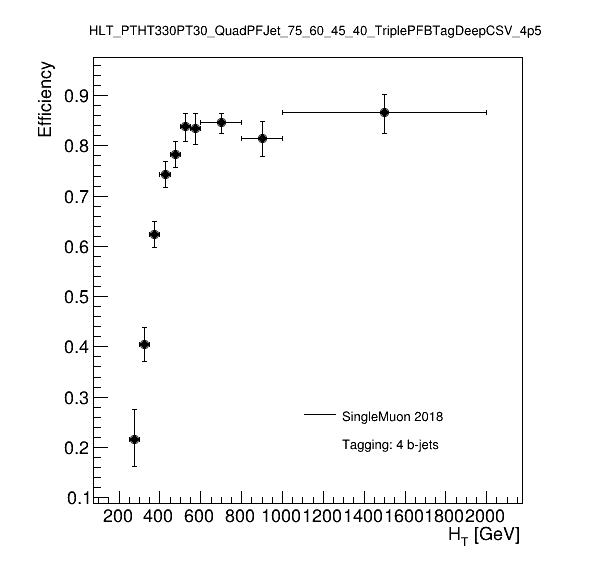 HLT_PTHT330PT30_QuadPFJet_75_60_45_40_TriplePFBTagDeepCSV_4p5
Efficiency
0.9
0.8
0.7
0.6
0.5
0.4
0.3
0.2
0.1
SingleMuon 2018
Tagging: 4 b-jets
200 400 600 800 1000 1200 1400 1600 1800 2000
H_T [GeV]